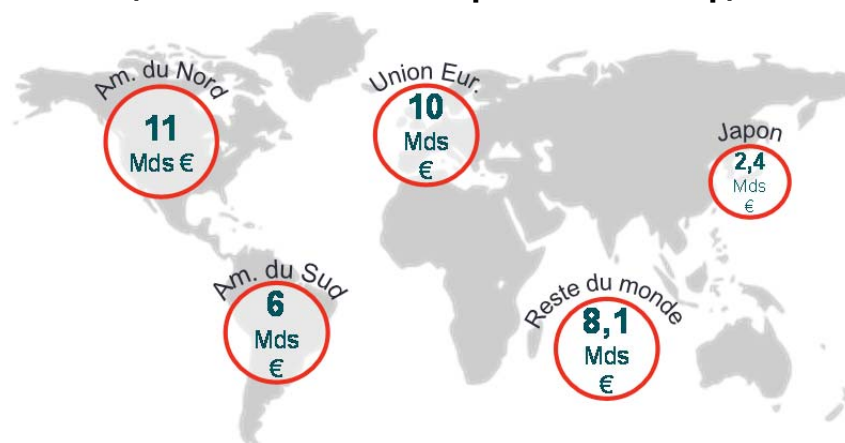 Am. du Nord
11
Mds €
Union Eur.
10
Mds
€
Japon
2,4
Mds
€
Am. du Sud
6
Mds
€
Reste du monde
8,1
Mds
€